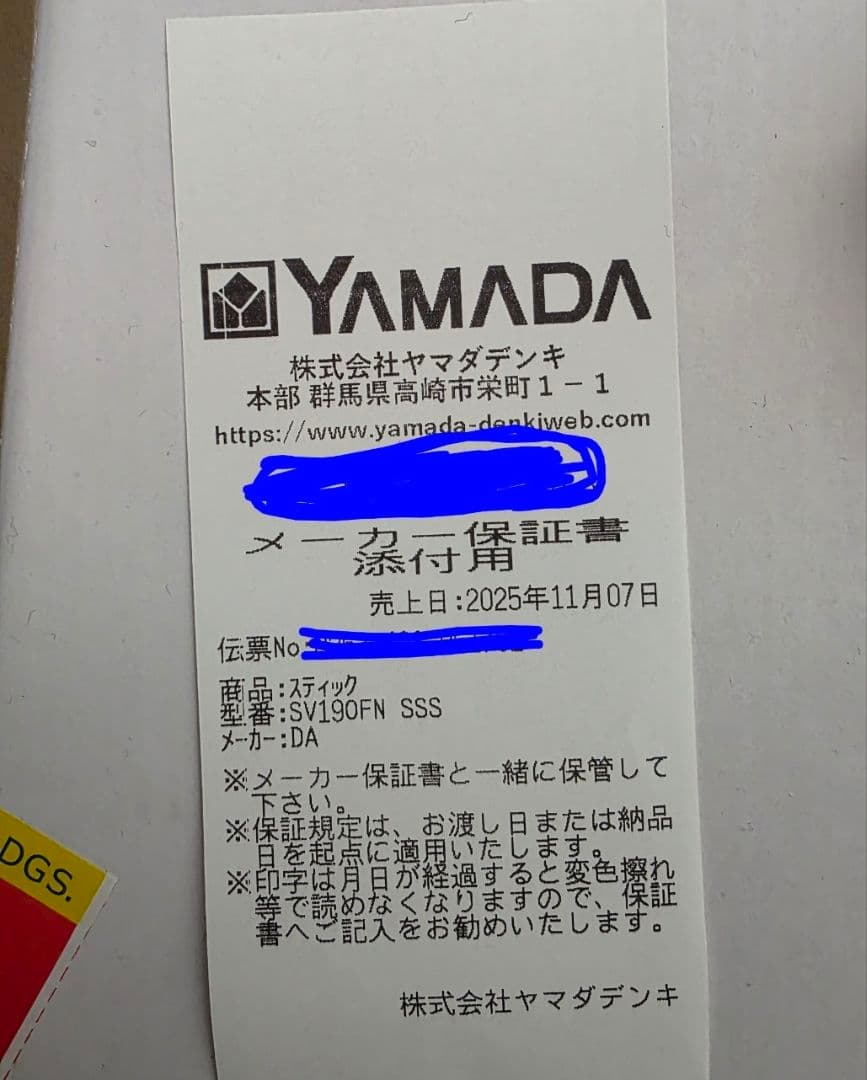 YAMADA
株式会社ヤマダデンキ
本部 群馬県高崎市栄町1-1
https://www.yamada-denkiweb.com
メーカー保証書
添付用
売上日:2025年11月07日
伝票No
商品:スティック
型番:SV190FN SSS
メーカー:DA
※メーカー保証書と一緒に保管して
下さい。
※保証規定は、お渡し日または納品
日を起点に適用いたします。
※印字は月日が経過すると変色擦れ
等で読めなくなりますので、保証
書へご記入をお勧めいたします。
株式会社ヤマダデンキ
DGS.